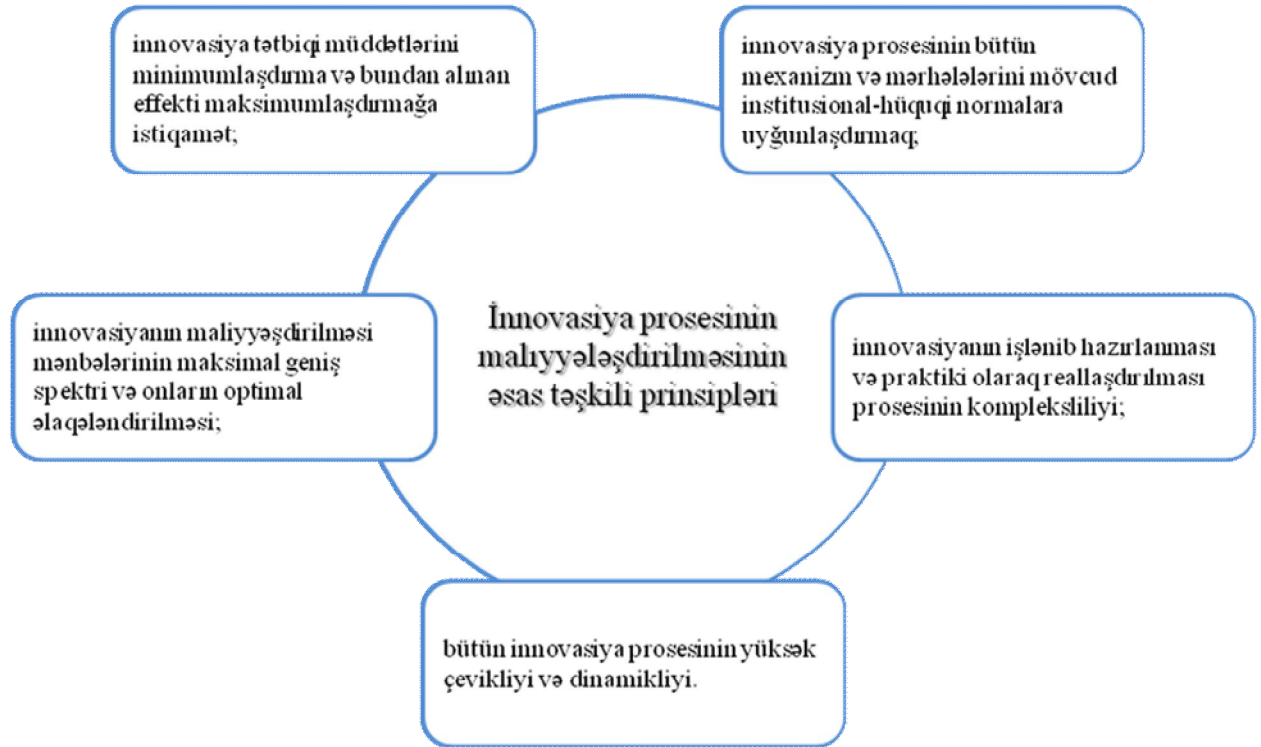 innovasiya tətbiqi müddətlərini
minimumlaşdırma və bundan alınan
effekti maksimumlaşdırmağa
istiqamət;
innovasiya prosesinin bütün
mexanizm və mərhələlərini mövcud
institusional-hüquqi normalara
uyğunlaşdırmaq;
innovasiyanın maliyyəşdirilməsi
mənbələrinin maksimal geniş
spektri və onların optimal
əlaqələndirilməsi;
İnnovasiya prosesinin
malıyyələşdirilməsinin
əsas təşkili prinsipləri
innovasiyanın işlənib hazırlanması
və praktiki olaraq reallaşdırılması
prosesinin kompleksliliyi;
bütün innovasiya prosesinin yüksək
çevikliyi və dinamikliyi.